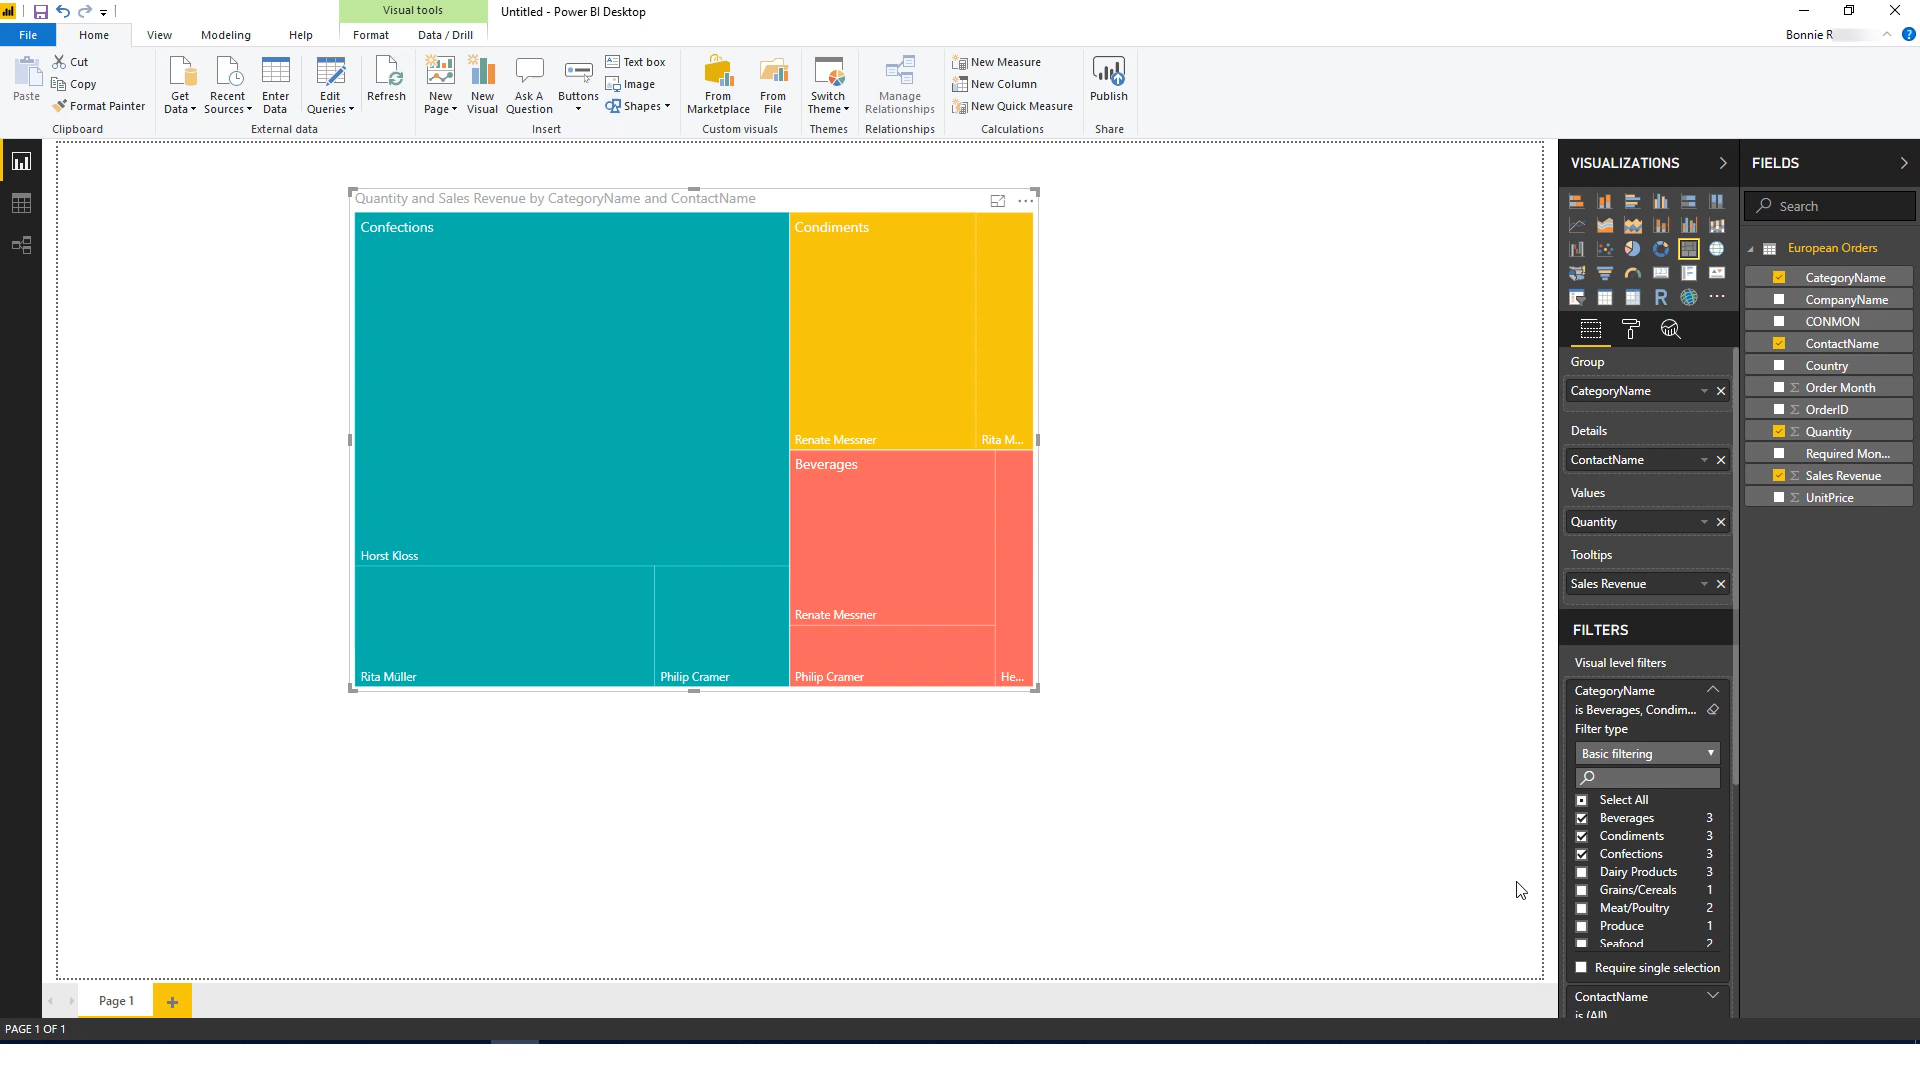 Visual tools
Untitled - Power BI Desktop
File
Home
View
Modeling
Help
Format
Data / Drill
Bonnie R
?
Paste
Cut
Copy
Format Painter
Clipboard
Get Data
Recent Sources
Enter Data
Edit Queries
Refresh
External data
New Page
New Visual
Ask A Question
Buttons
Text box
Image
Shapes
Insert
From Marketplace
From File
Custom visuals
Switch Theme
Themes
Manage Relationships
Relationships
New Measure
New Column
New Quick Measure
Calculations
Publish
Share
Quantity and Sales Revenue by CategoryName and ContactName
Confections
Horst Kloss
Rita Müller
Philip Cramer
Condiments
Renate Messner
Rita M...
Beverages
Renate Messner
Philip Cramer
He...
VISUALIZATIONS
R
Group
CategoryName
Details
ContactName
Values
Quantity
Tooltips
Sales Revenue
FILTERS
Visual level filters
CategoryName
is Beverages, Condim...
Filter type
Basic filtering
Select All
Beverages 3
Condiments 3
Confections 3
Dairy Products 3
Grains/Cereals 1
Meat/Poultry 2
Produce 1
Seafood 2
Require single selection
ContactName
is (All)
FIELDS
Search
European Orders
CategoryName
CompanyName
CONMON
ContactName
Country
Σ Order Month
Σ OrderID
Σ Quantity
Required Mon...
Σ Sales Revenue
Σ UnitPrice
Page 1
+
PAGE 1 OF 1